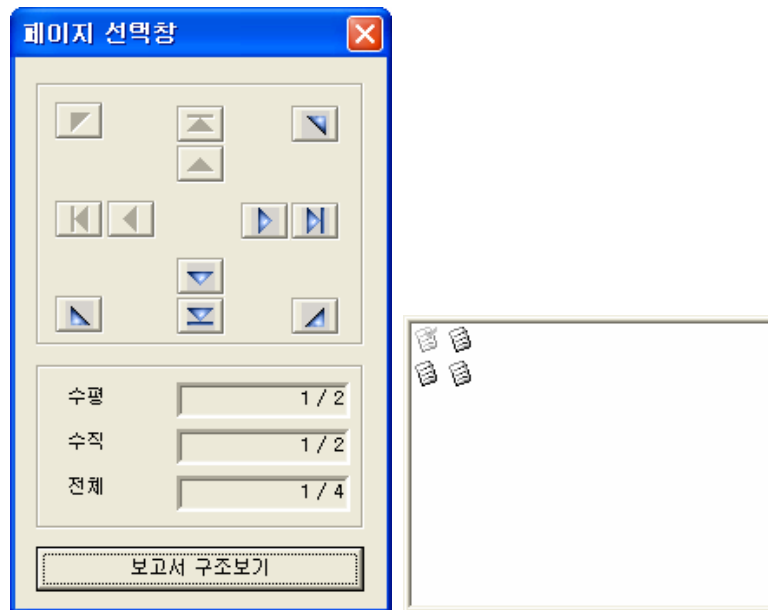 페이지 선택창
수평 1 / 2
수직 1 / 2
전체 1 / 4
보고서 구조보기